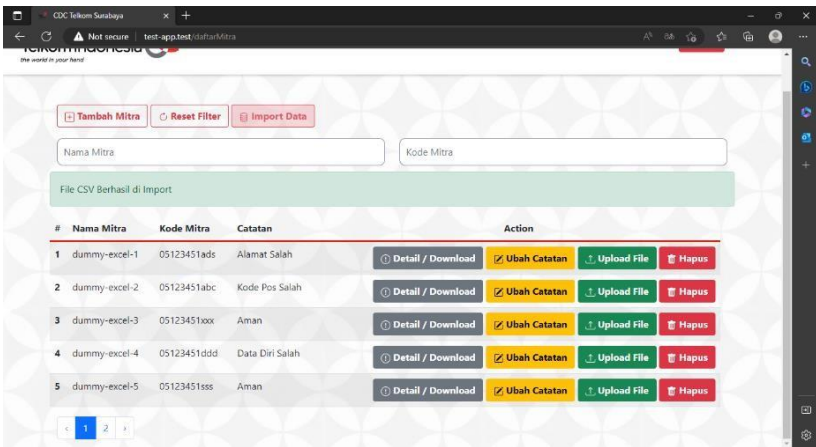 CDC Telkom Surabaya
Not secure test-app.test/daftarMitra
the world in your hand
Tambah Mitra Reset Filter Import Data
Nama Mitra Kode Mitra
File CSV Berhasil di Import
# Nama Mitra Kode Mitra Catatan Action
1 dummy-excel-1 05123451ads Alamat Salah Detail / Download Ubah Catatan Upload File Hapus
2 dummy-excel-2 05123451abc Kode Pos Salah Detail / Download Ubah Catatan Upload File Hapus
3 dummy-excel-3 05123451xxx Aman Detail / Download Ubah Catatan Upload File Hapus
4 dummy-excel-4 05123451ddd Data Diri Salah Detail / Download Ubah Catatan Upload File Hapus
5 dummy-excel-5 05123451sss Aman Detail / Download Ubah Catatan Upload File Hapus
‹ 1 2 ›